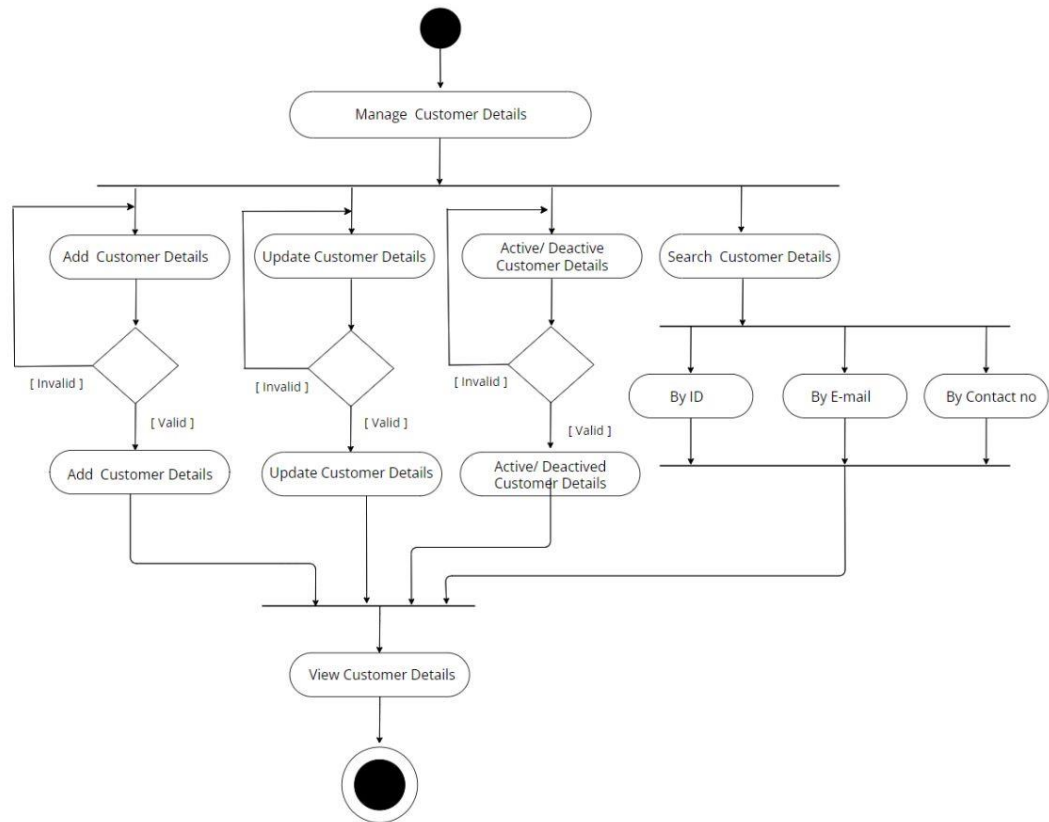 Manage Customer Details
Add Customer Details
Update Customer Details
Active/ Deactive
Customer Details
Search Customer Details
[ Invalid ]
[ Invalid ]
[ Invalid ]
By ID
By E-mail
By Contact no
[ Valid ]
[ Valid ]
[ Valid ]
Add Customer Details
Update Customer Details
Active/ Deactived
Customer Details
View Customer Details